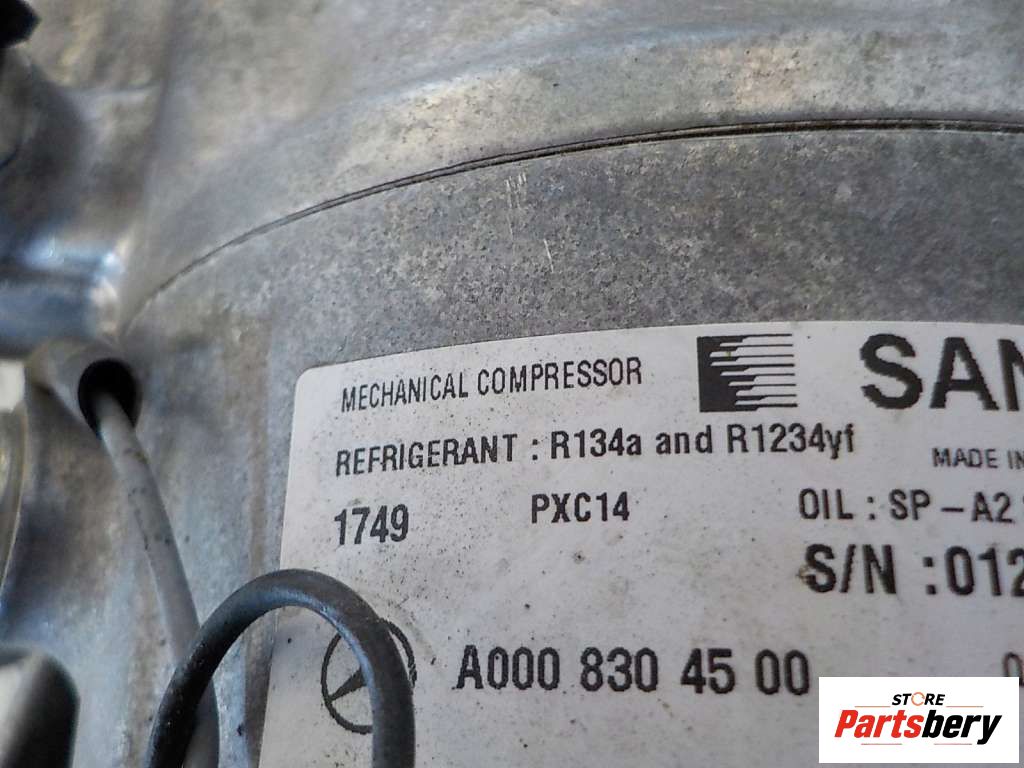 MECHANICAL COMPRESSOR
SAN
REFRIGERANT : R134a and R1234yf
MADE IN
1749 PXC14 OIL : SP-A2
S/N :012
A000 830 45 00
STORE
Partsbery